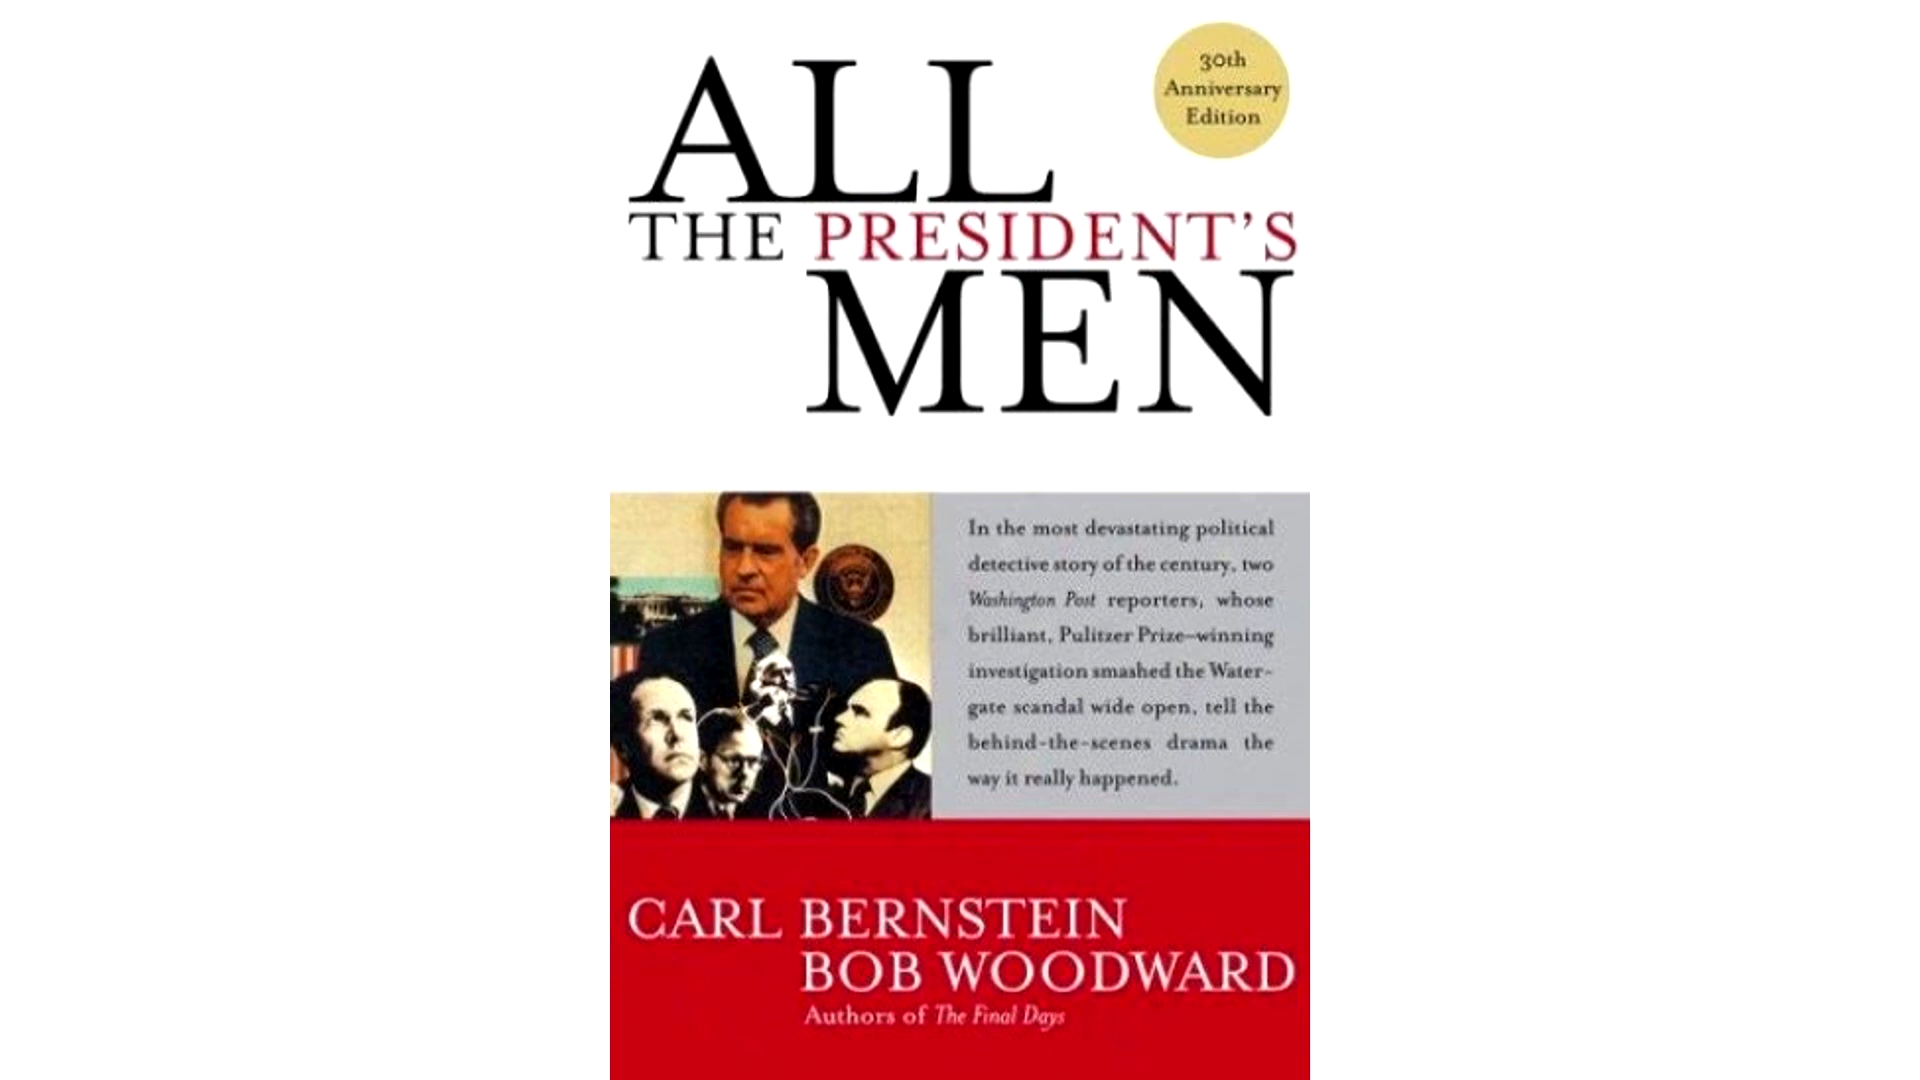 30th
Anniversary
Edition
ALL
THE PRESIDENT'S
MEN
In the most devastating political
detective story of the century, two
Washington Post reporters, whose
brilliant, Pulitzer Prize–winning
investigation smashed the Water-
gate scandal wide open, tell the
behind-the-scenes drama the
way it really happened.
CARL BERNSTEIN
BOB WOODWARD
Authors of The Final Days